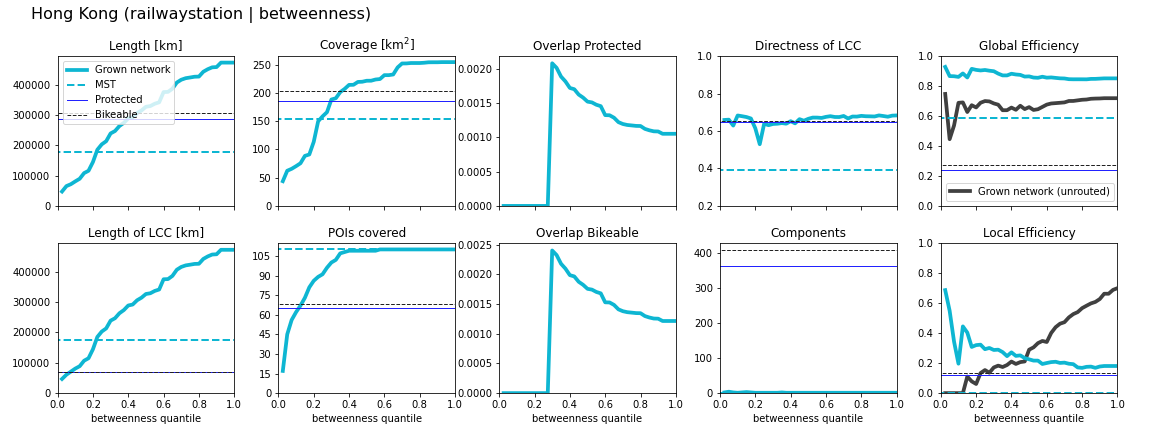 Hong Kong (railwaystation | betweenness)
Length [km]
Coverage [km²]
Overlap Protected
Directness of LCC
Global Efficiency
Grown network
MST
Protected
Bikeable
400000
300000
200000
100000
0
250
200
150
100
50
0
0.0020
0.0015
0.0010
0.0005
0.0000
1.0
0.8
0.6
0.4
0.2
1.0
0.8
0.6
0.4
0.2
0.0
Grown network (unrouted)
Length of LCC [km]
POIs covered
Overlap Bikeable
Components
Local Efficiency
400000
300000
200000
100000
0
105
90
75
60
45
30
15
0
0.0025
0.0020
0.0015
0.0010
0.0005
0.0000
400
300
200
100
0
1.0
0.8
0.6
0.4
0.2
0.0
0.0 0.2 0.4 0.6 0.8 1.0
0.0 0.2 0.4 0.6 0.8 1.0
0.0 0.2 0.4 0.6 0.8 1.0
0.0 0.2 0.4 0.6 0.8 1.0
0.0 0.2 0.4 0.6 0.8 1.0
betweenness quantile
betweenness quantile
betweenness quantile
betweenness quantile
betweenness quantile